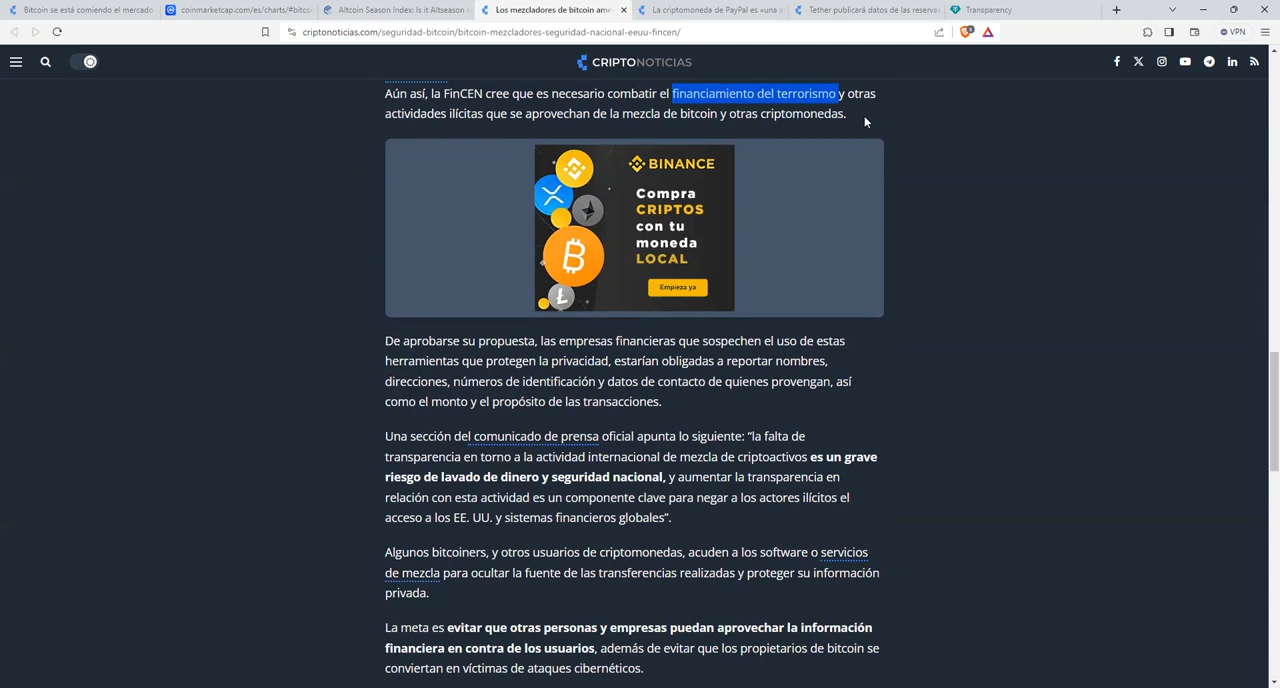 Bitcoin se está comiendo el mercado
coinmarketcap.com/es/charts/#bitco
Altcoin Season Index: Is it Altseason
Los mezcladores de bitcoin ame
La criptomoneda de PayPal es «una a
Tether publicará datos de las reserva
Transparency
criptonoticias.com/seguridad-bitcoin/bitcoin-mezcladores-seguridad-nacional-eeuu-fincen/
VPN
CRIPTONOTICIAS
Aún así, la FinCEN cree que es necesario combatir el financiamiento del terrorismo y otras
actividades ilícitas que se aprovechan de la mezcla de bitcoin y otras criptomonedas.
BINANCE
Compra
CRIPTOS
con tu
moneda
LOCAL
Empieza ya
De aprobarse su propuesta, las empresas financieras que sospechen el uso de estas
herramientas que protegen la privacidad, estarían obligadas a reportar nombres,
direcciones, números de identificación y datos de contacto de quienes provengan, así
como el monto y el propósito de las transacciones.
Una sección del comunicado de prensa oficial apunta lo siguiente: “la falta de
transparencia en torno a la actividad internacional de mezcla de criptoactivos es un grave
riesgo de lavado de dinero y seguridad nacional, y aumentar la transparencia en
relación con esta actividad es un componente clave para negar a los actores ilícitos el
acceso a los EE. UU. y sistemas financieros globales”.
Algunos bitcoiners, y otros usuarios de criptomonedas, acuden a los software o servicios
de mezcla para ocultar la fuente de las transferencias realizadas y proteger su información
privada.
La meta es evitar que otras personas y empresas puedan aprovechar la información
financiera en contra de los usuarios, además de evitar que los propietarios de bitcoin se
conviertan en víctimas de ataques cibernéticos.